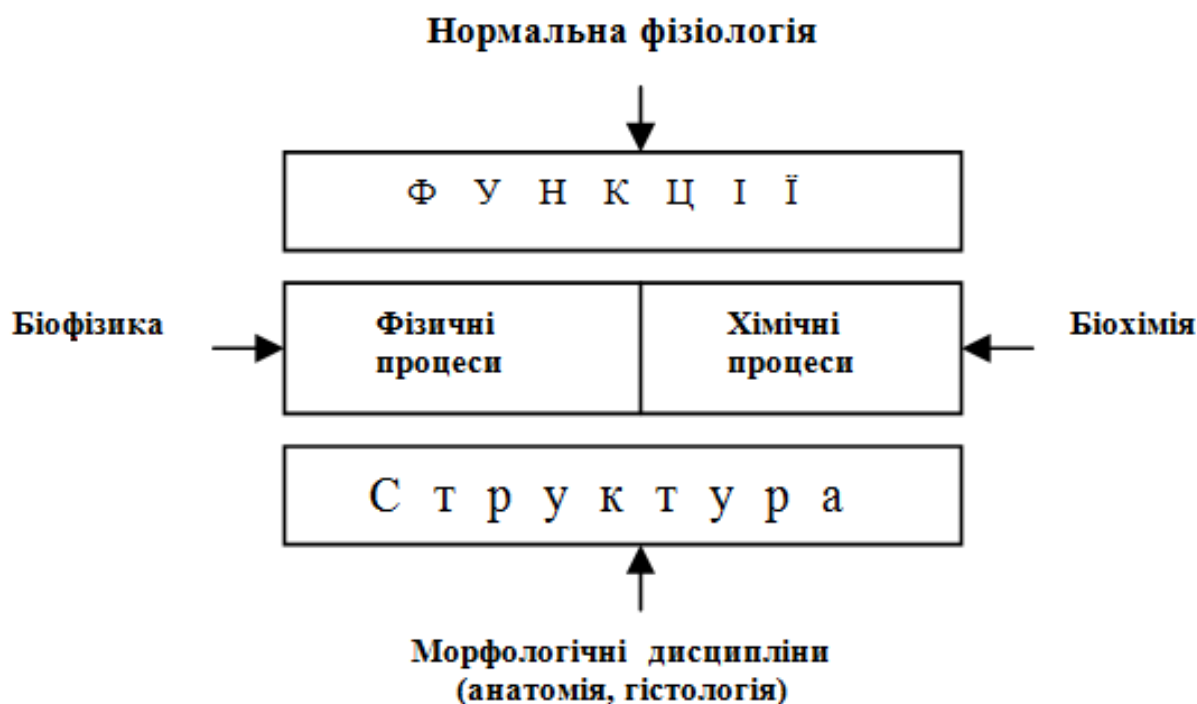 Нормальна фізіологія
Ф У Н К Ц І Ї
Біофізика
Фізичні
процеси
Хімічні
процеси
Біохімія
С т р у к т у р а
Морфологічні дисципліни
(анатомія, гістологія)